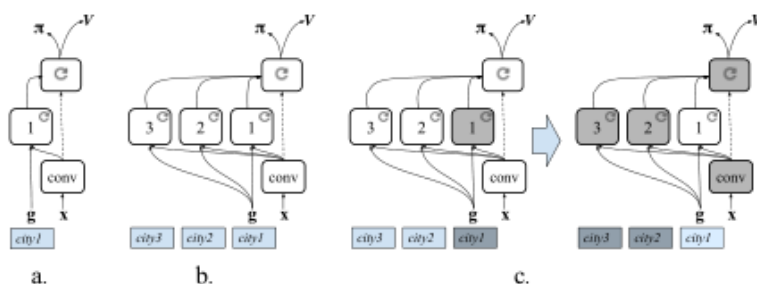 π V π V π V π V
1 3 2 1 3 2 1 3 2 1
conv conv conv conv
g x g x g x g x
city1 city3 city2 city1 city3 city2 city1 city3 city2 city1
a. b. c.